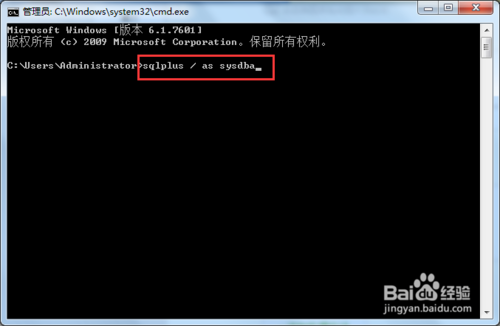 管理员: C:\Windows\system32\cmd.exe
Microsoft Windows [版本 6.1.7601]
版权所有 (c) 2009 Microsoft Corporation。保留所有权利。
C:\Users\Administrator>sqlplus / as sysdba_
Baidu经验
jingyan.baidu.com